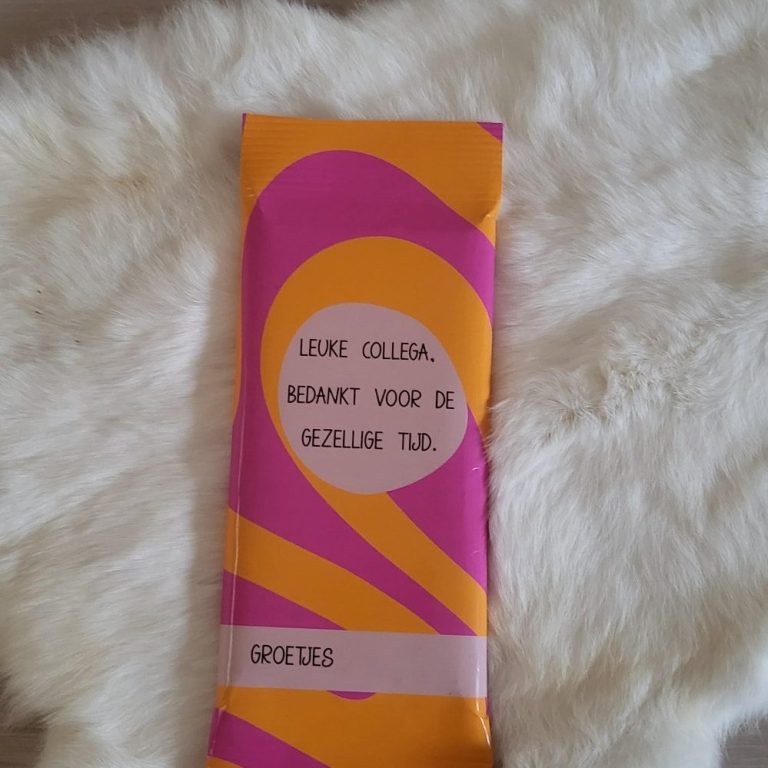 LEUKE COLLEGA.
BEDANKT VOOR DE
GEZELLIGE TIJD.
GROETJES